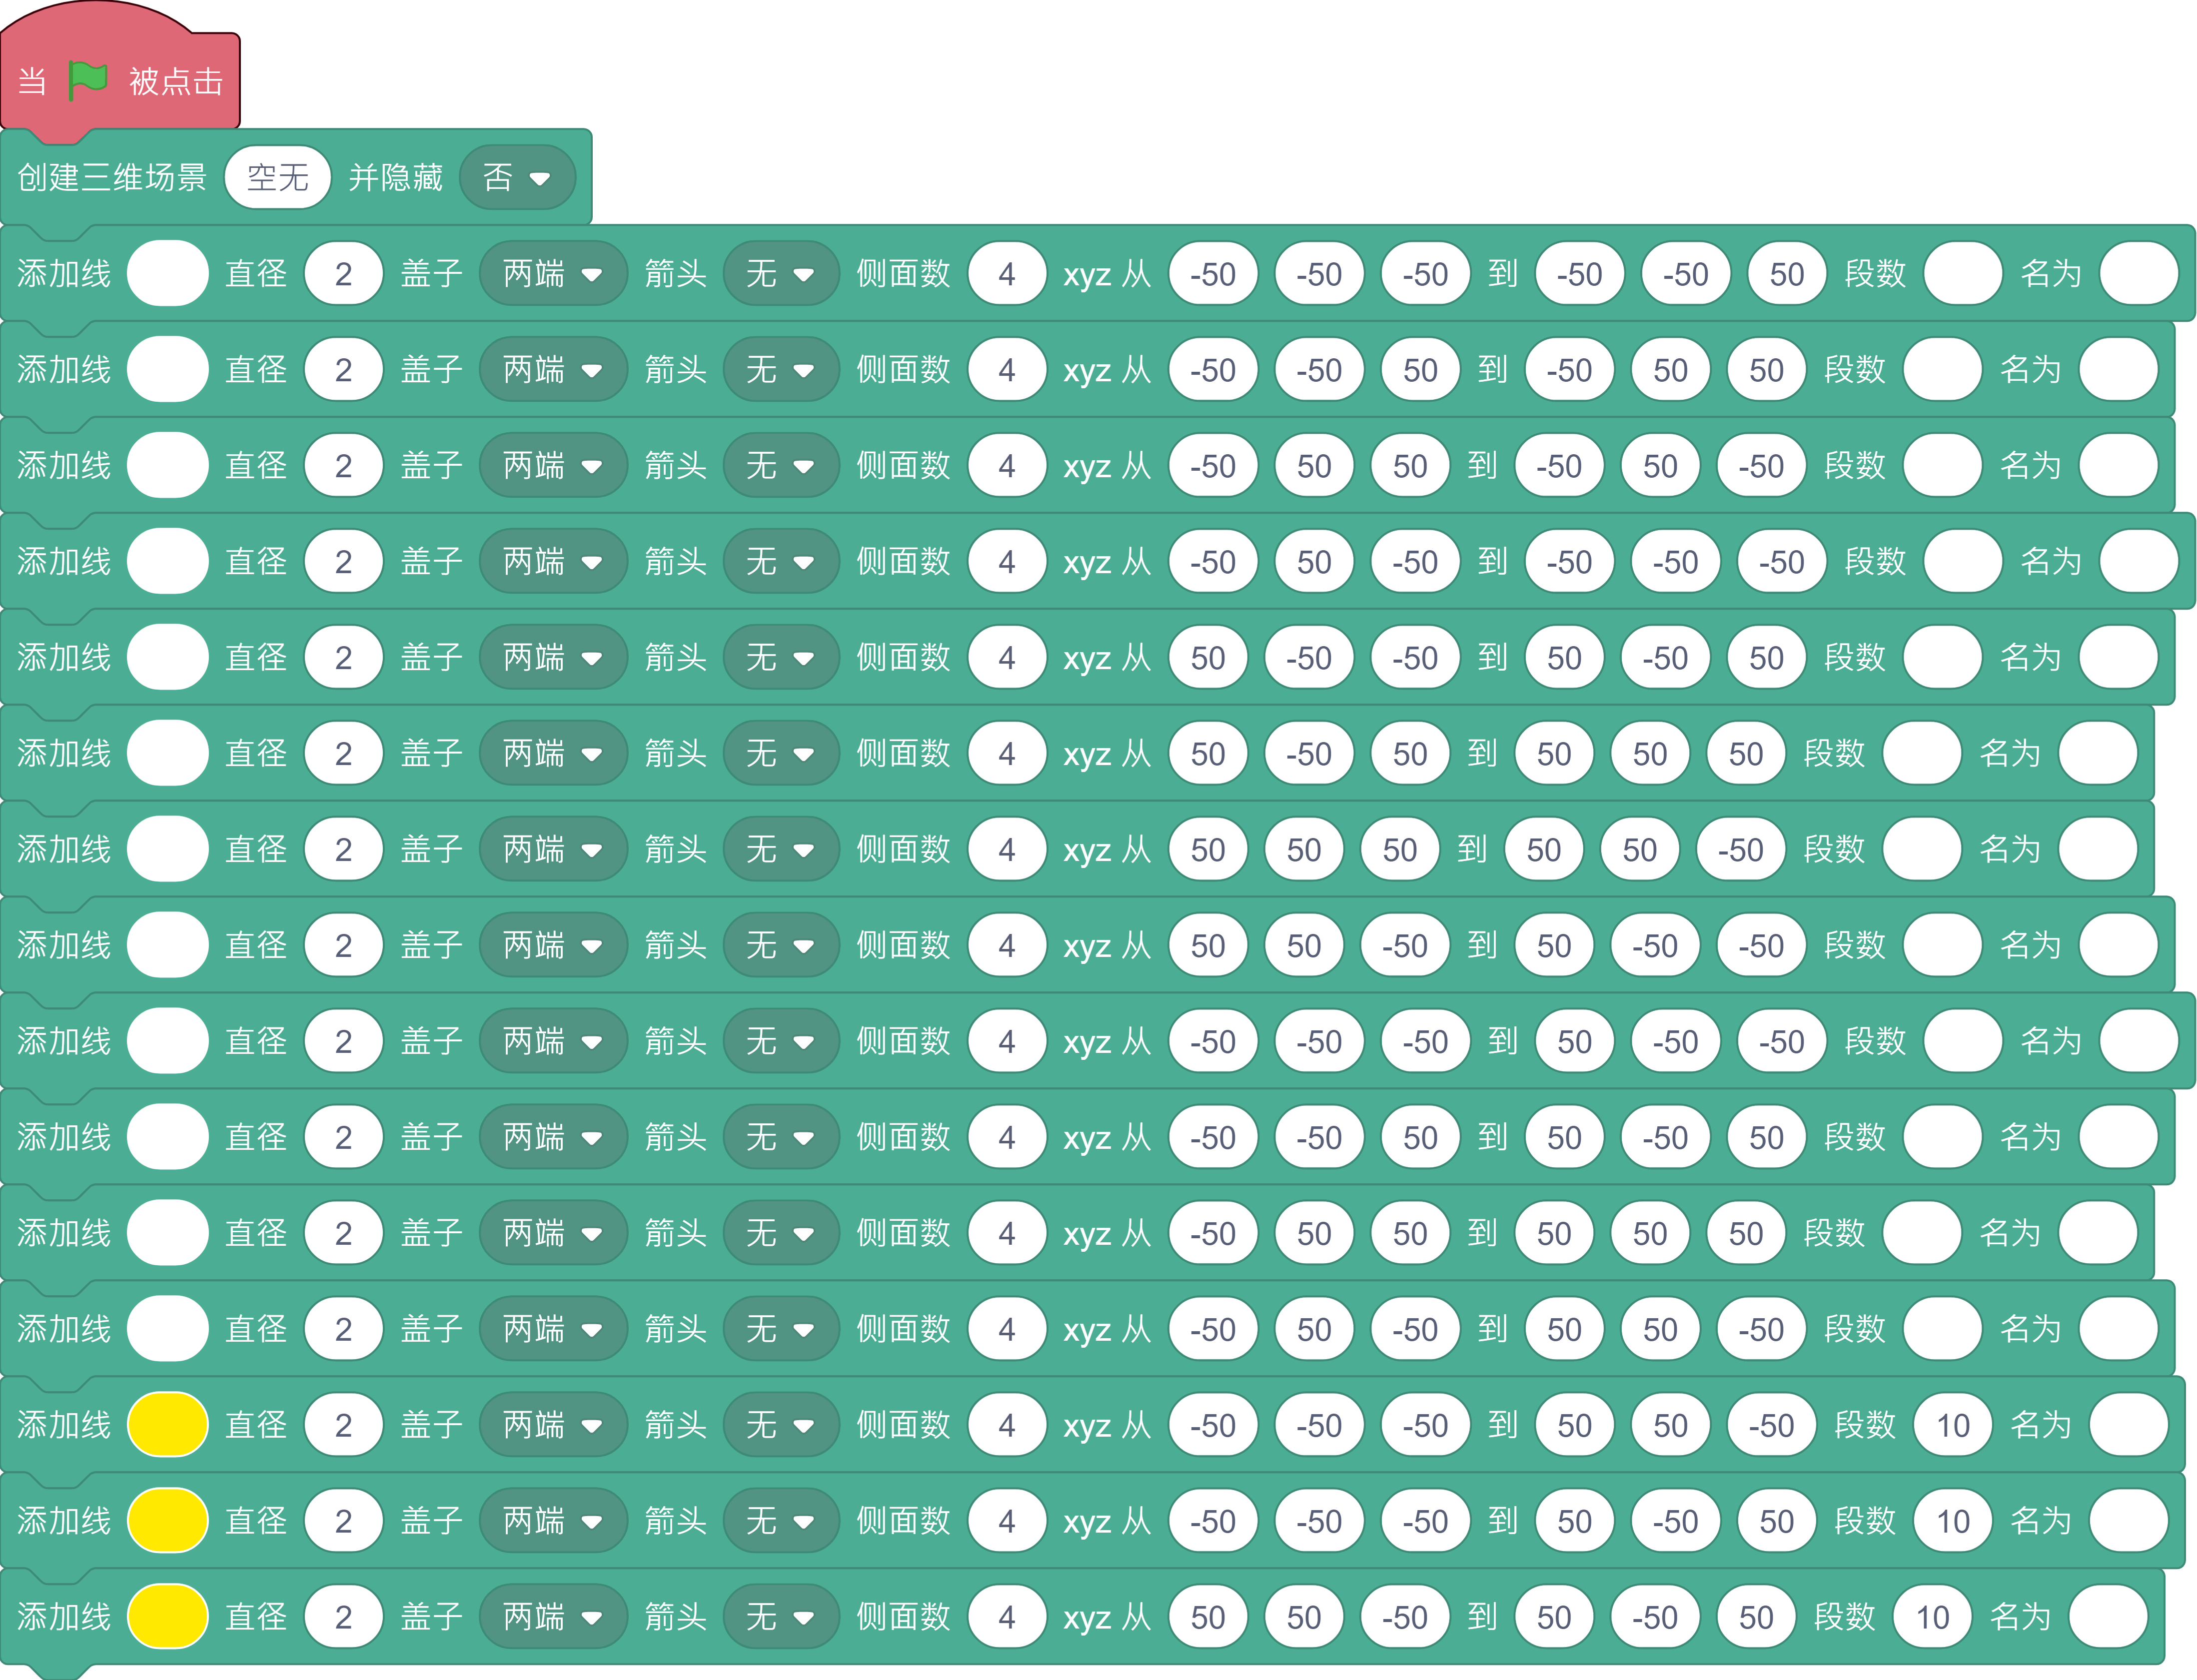 当 被点击
创建三维场景 空无 并隐藏 否
添加线 直径 2 盖子 两端 箭头 无 侧面数 4 xyz 从 -50 -50 -50 到 -50 -50 50 段数 名为
添加线 直径 2 盖子 两端 箭头 无 侧面数 4 xyz 从 -50 -50 50 到 -50 50 50 段数 名为
添加线 直径 2 盖子 两端 箭头 无 侧面数 4 xyz 从 -50 50 50 到 -50 50 -50 段数 名为
添加线 直径 2 盖子 两端 箭头 无 侧面数 4 xyz 从 -50 50 -50 到 -50 -50 -50 段数 名为
添加线 直径 2 盖子 两端 箭头 无 侧面数 4 xyz 从 50 -50 -50 到 50 -50 50 段数 名为
添加线 直径 2 盖子 两端 箭头 无 侧面数 4 xyz 从 50 -50 50 到 50 50 50 段数 名为
添加线 直径 2 盖子 两端 箭头 无 侧面数 4 xyz 从 50 50 50 到 50 50 -50 段数 名为
添加线 直径 2 盖子 两端 箭头 无 侧面数 4 xyz 从 50 50 -50 到 50 -50 -50 段数 名为
添加线 直径 2 盖子 两端 箭头 无 侧面数 4 xyz 从 -50 -50 -50 到 50 -50 -50 段数 名为
添加线 直径 2 盖子 两端 箭头 无 侧面数 4 xyz 从 -50 -50 50 到 50 -50 50 段数 名为
添加线 直径 2 盖子 两端 箭头 无 侧面数 4 xyz 从 -50 50 50 到 50 50 50 段数 名为
添加线 直径 2 盖子 两端 箭头 无 侧面数 4 xyz 从 -50 50 -50 到 50 50 -50 段数 名为
添加线 直径 2 盖子 两端 箭头 无 侧面数 4 xyz 从 -50 -50 -50 到 50 50 -50 段数 10 名为
添加线 直径 2 盖子 两端 箭头 无 侧面数 4 xyz 从 -50 -50 -50 到 50 -50 50 段数 10 名为
添加线 直径 2 盖子 两端 箭头 无 侧面数 4 xyz 从 50 50 -50 到 50 -50 50 段数 10 名为